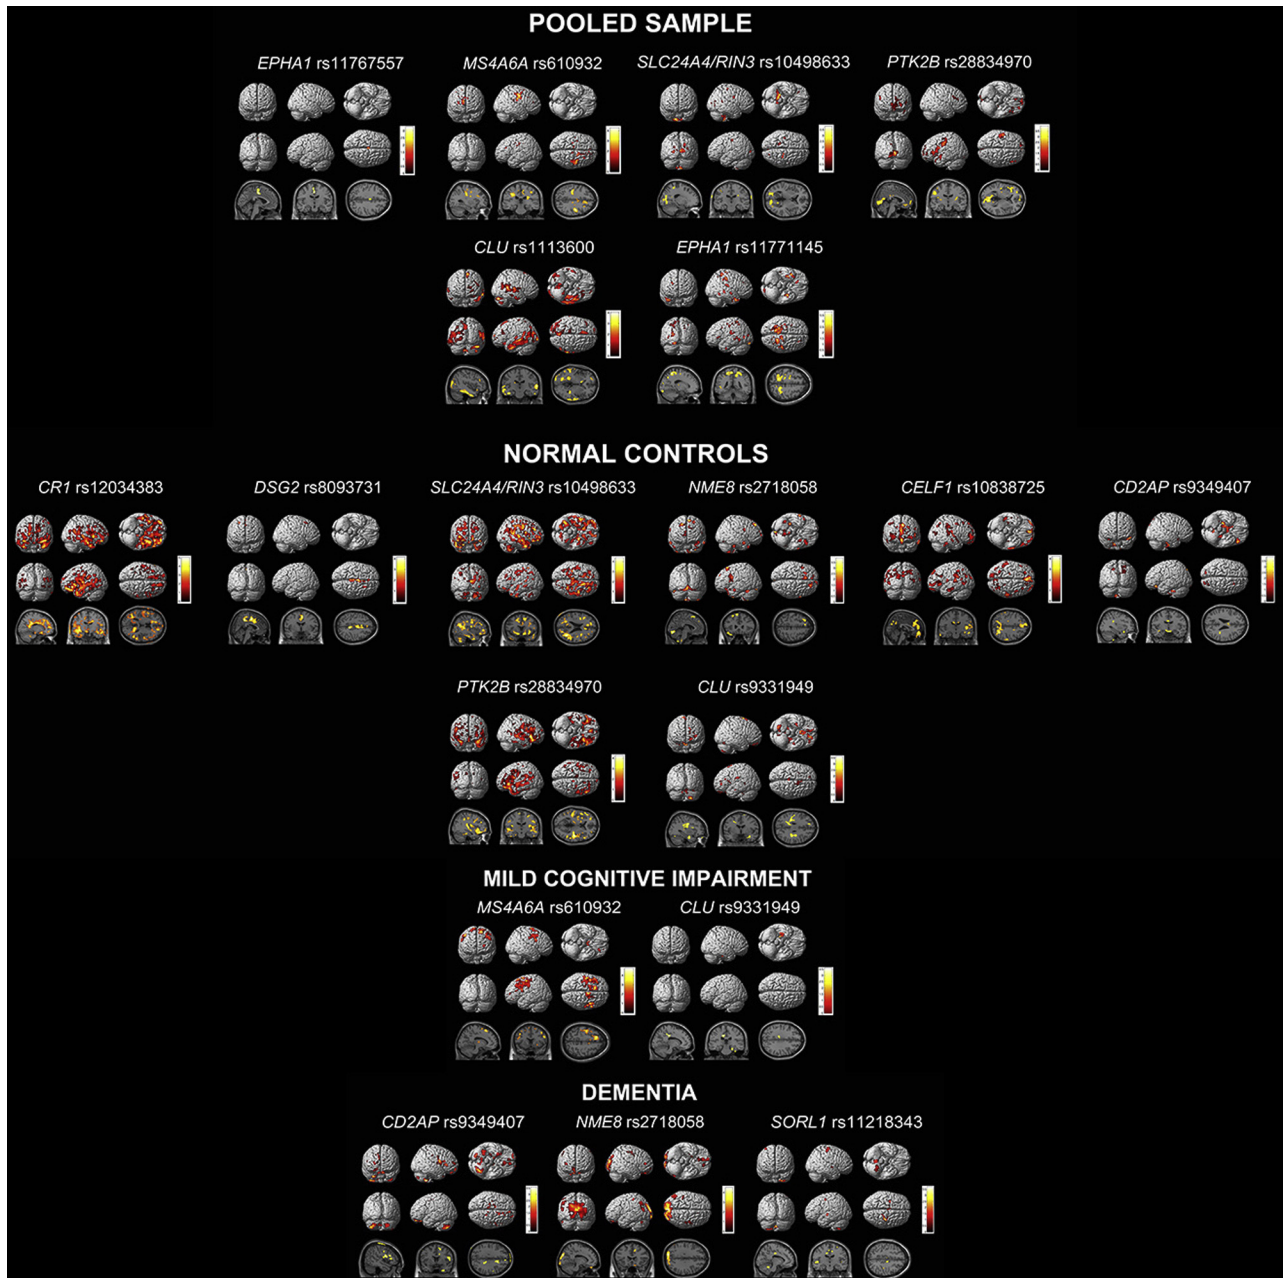 POOLED SAMPLE
EPHA1 rs11767557 MS4A6A rs610932 SLC24A4/RIN3 rs10498633 PTK2B rs28834970
CLU rs1113600 EPHA1 rs11771145
NORMAL CONTROLS
CR1 rs12034383 DSG2 rs8093731 SLC24A4/RIN3 rs10498633 NME8 rs2718058 CELF1 rs10838725 CD2AP rs9349407
PTK2B rs28834970 CLU rs9331949
MILD COGNITIVE IMPAIRMENT
MS4A6A rs610932 CLU rs9331949
DEMENTIA
CD2AP rs9349407 NME8 rs2718058 SORL1 rs11218343